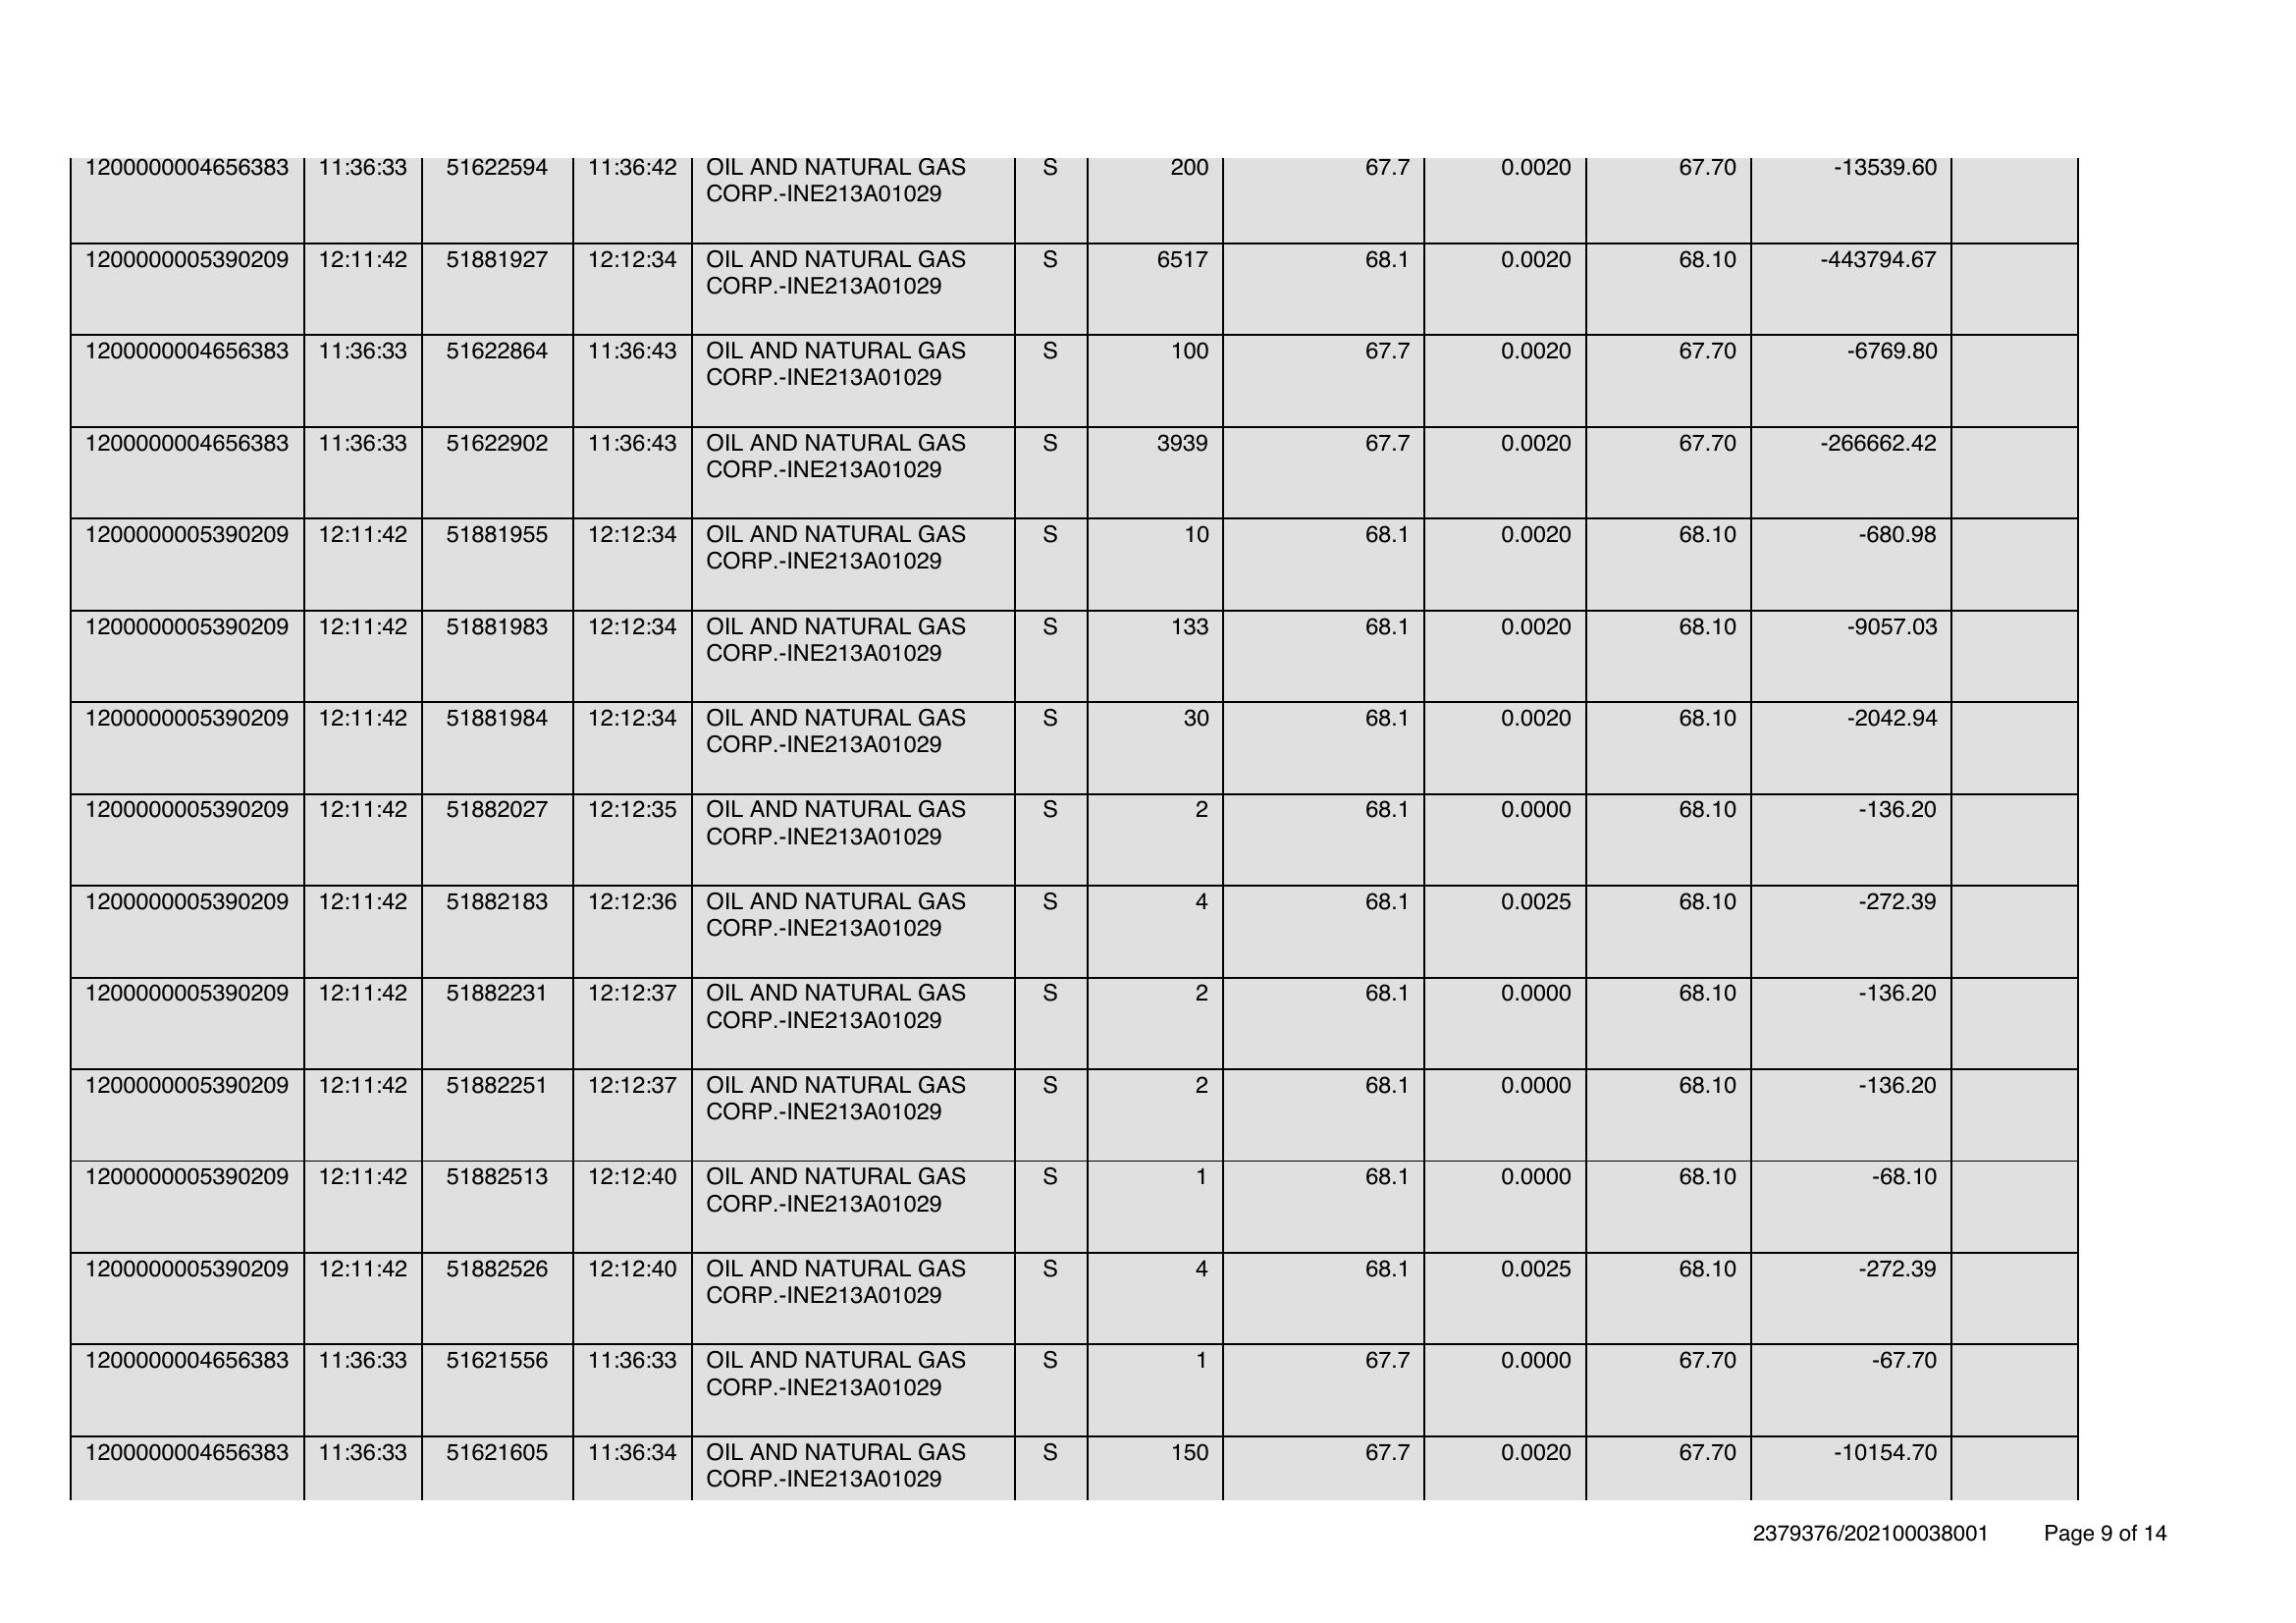 1200000004656383 11:36:33 51622594 11:36:42 OIL AND NATURAL GAS S 200 67.7 0.0020 67.70 -13539.60
CORP.-INE213A01029
1200000005390209 12:11:42 51881927 12:12:34 OIL AND NATURAL GAS S 6517 68.1 0.0020 68.10 -443794.67
CORP.-INE213A01029
1200000004656383 11:36:33 51622864 11:36:43 OIL AND NATURAL GAS S 100 67.7 0.0020 67.70 -6769.80
CORP.-INE213A01029
1200000004656383 11:36:33 51622902 11:36:43 OIL AND NATURAL GAS S 3939 67.7 0.0020 67.70 -266662.42
CORP.-INE213A01029
1200000005390209 12:11:42 51881955 12:12:34 OIL AND NATURAL GAS S 10 68.1 0.0020 68.10 -680.98
CORP.-INE213A01029
1200000005390209 12:11:42 51881983 12:12:34 OIL AND NATURAL GAS S 133 68.1 0.0020 68.10 -9057.03
CORP.-INE213A01029
1200000005390209 12:11:42 51881984 12:12:34 OIL AND NATURAL GAS S 30 68.1 0.0020 68.10 -2042.94
CORP.-INE213A01029
1200000005390209 12:11:42 51882027 12:12:35 OIL AND NATURAL GAS S 2 68.1 0.0000 68.10 -136.20
CORP.-INE213A01029
1200000005390209 12:11:42 51882183 12:12:36 OIL AND NATURAL GAS S 4 68.1 0.0025 68.10 -272.39
CORP.-INE213A01029
1200000005390209 12:11:42 51882231 12:12:37 OIL AND NATURAL GAS S 2 68.1 0.0000 68.10 -136.20
CORP.-INE213A01029
1200000005390209 12:11:42 51882251 12:12:37 OIL AND NATURAL GAS S 2 68.1 0.0000 68.10 -136.20
CORP.-INE213A01029
1200000005390209 12:11:42 51882513 12:12:40 OIL AND NATURAL GAS S 1 68.1 0.0000 68.10 -68.10
CORP.-INE213A01029
1200000005390209 12:11:42 51882526 12:12:40 OIL AND NATURAL GAS S 4 68.1 0.0025 68.10 -272.39
CORP.-INE213A01029
1200000004656383 11:36:33 51621556 11:36:33 OIL AND NATURAL GAS S 1 67.7 0.0000 67.70 -67.70
CORP.-INE213A01029
1200000004656383 11:36:33 51621605 11:36:34 OIL AND NATURAL GAS S 150 67.7 0.0020 67.70 -10154.70
CORP.-INE213A01029
2379376/202100038001 Page 9 of 14